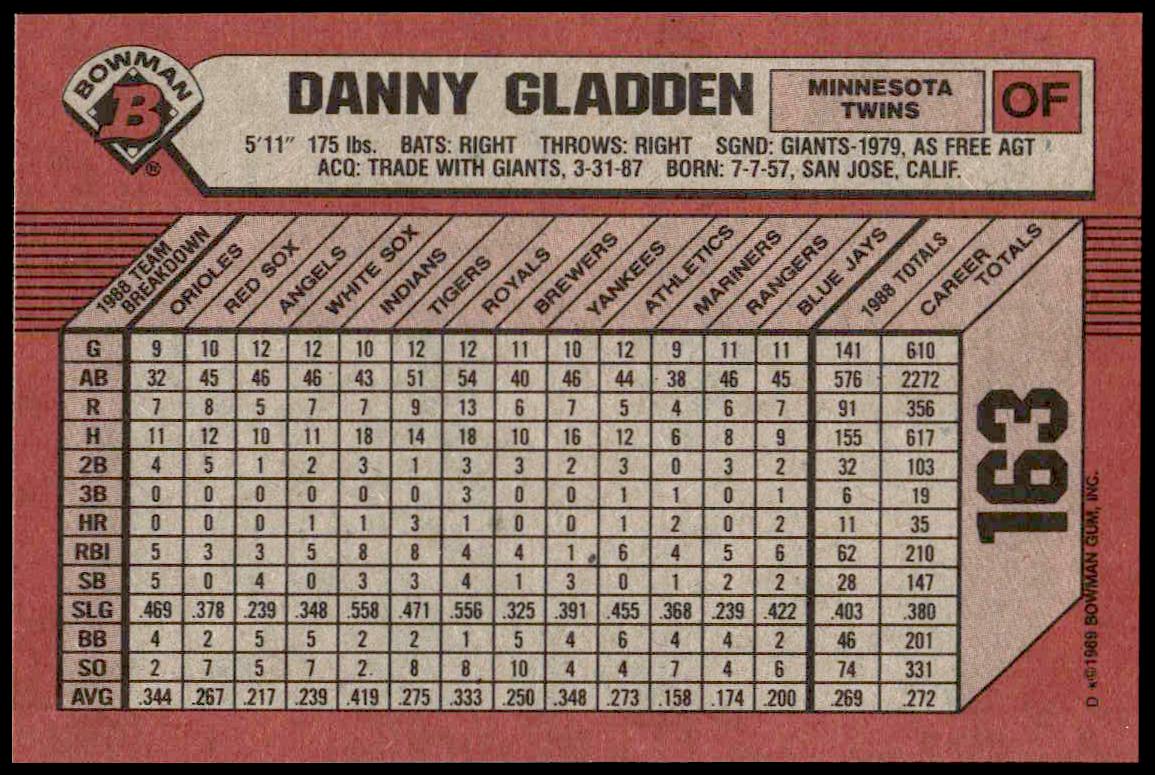 BOWMAN
B
®
DANNY GLADDEN
MINNESOTA
TWINS
OF
5'11" 175 lbs. BATS: RIGHT THROWS: RIGHT SGND: GIANTS-1979, AS FREE AGT
ACQ: TRADE WITH GIANTS, 3-31-87 BORN: 7-7-57, SAN JOSE, CALIF.
1988 TEAM BREAKDOWN ORIOLES RED SOX ANGELS WHITE SOX INDIANS TIGERS ROYALS BREWERS YANKEES ATHLETICS MARINERS RANGERS BLUE JAYS 1988 TOTALS CAREER TOTALS
G 9 10 12 12 10 12 12 11 10 12 9 11 11 141 610
AB 32 45 46 46 43 51 54 40 46 44 38 46 45 576 2272
R 7 8 5 7 7 9 13 6 7 5 4 6 7 91 356
H 11 12 10 11 18 14 18 10 16 12 6 8 9 155 617
2B 4 5 1 2 3 1 3 3 2 3 0 3 2 32 103
3B 0 0 0 0 0 0 3 0 0 1 1 0 1 6 19
HR 0 0 0 1 1 3 1 0 0 1 2 0 2 11 35
RBI 5 3 3 5 8 8 4 4 1 6 4 5 6 62 210
SB 5 0 4 0 3 3 4 1 3 0 1 2 2 28 147
SLG .469 .378 .239 .348 .558 .471 .556 .325 .391 .455 .368 .239 .422 .403 .380
BB 4 2 5 5 2 2 1 5 4 6 4 4 2 46 201
SO 2 7 5 7 2 8 8 10 4 4 7 4 6 74 331
AVG .344 .267 .217 .239 .419 .275 .333 .250 .348 .273 .158 .174 .200 .269 .272
163
D*©1989 BOWMAN GUM, INC.